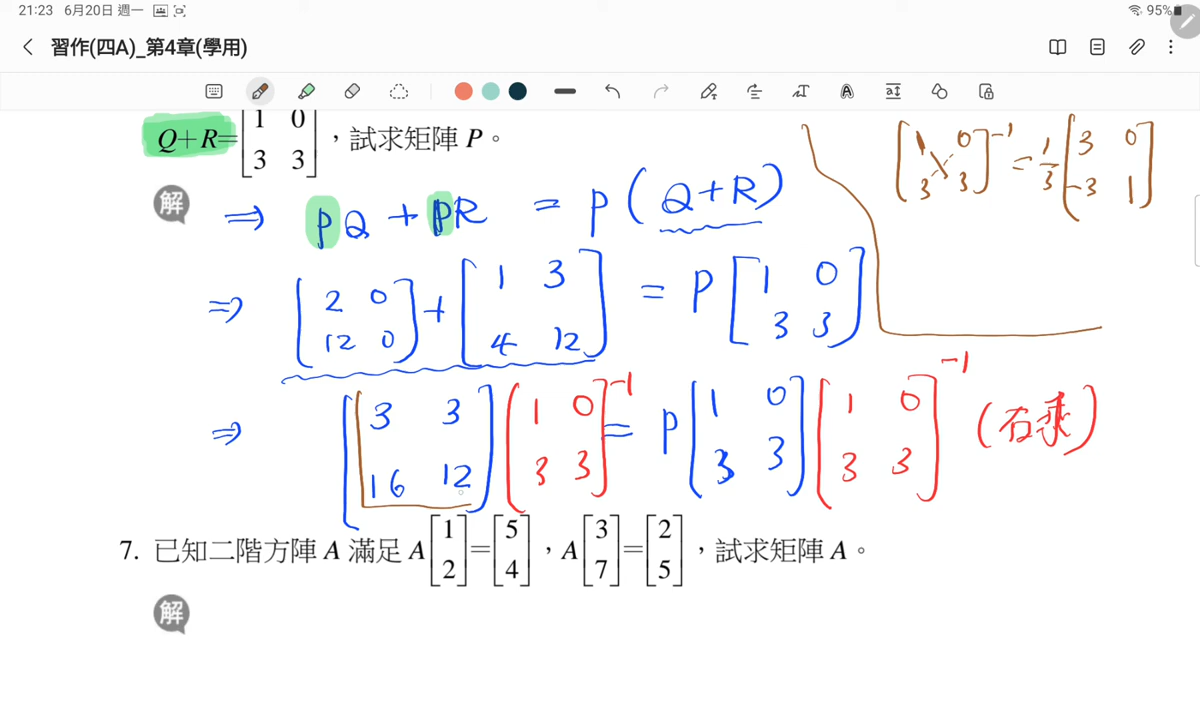 21:23 6月20日 週一 95%
習作(四A)_第4章(學用)
Q+R=[1 0; 3 3]，試求矩陣 P。
[1 0; 3 3]⁻¹ = 1/3 [3 0; -3 1]
解
⇒ PQ + PR = P(Q+R)
⇒ [2 0; 12 0] + [1 3; 4 12] = P [1 0; 3 3]
⇒ [3 3; 16 12] [1 0; 3 3]⁻¹ = P [1 0; 3 3] [1 0; 3 3]⁻¹ (右乘)
7. 已知二階方陣 A 滿足 A[1; 2]=[5; 4]，A[3; 7]=[2; 5]，試求矩陣 A。
解